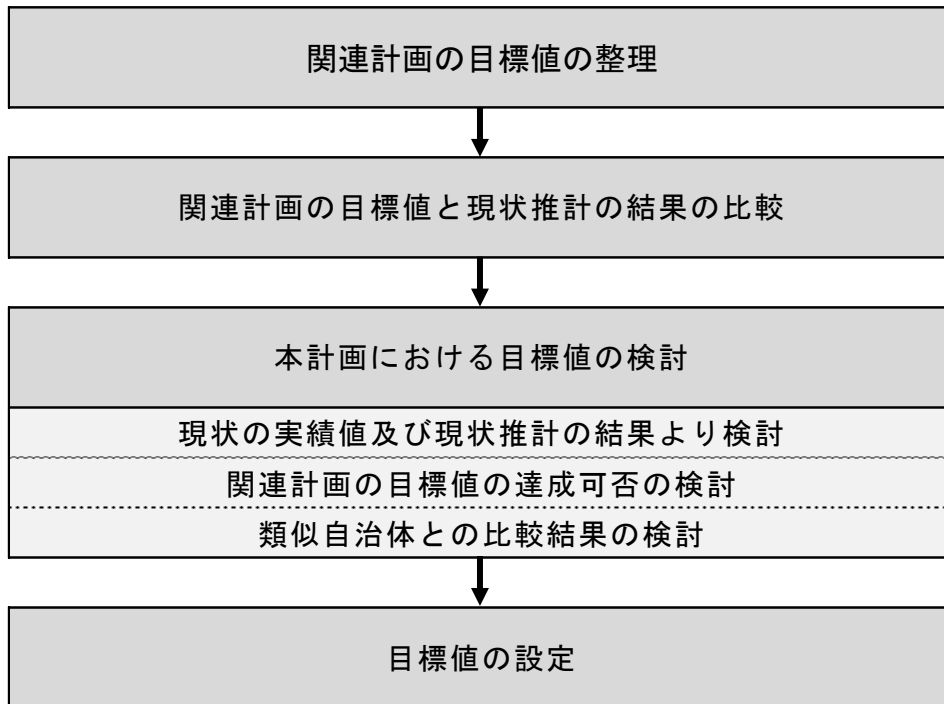 関連計画の目標値の整理
関連計画の目標値と現状推計の結果の比較
本計画における目標値の検討
現状の実績値及び現状推計の結果より検討
関連計画の目標値の達成可否の検討
類似自治体との比較結果の検討
目標値の設定